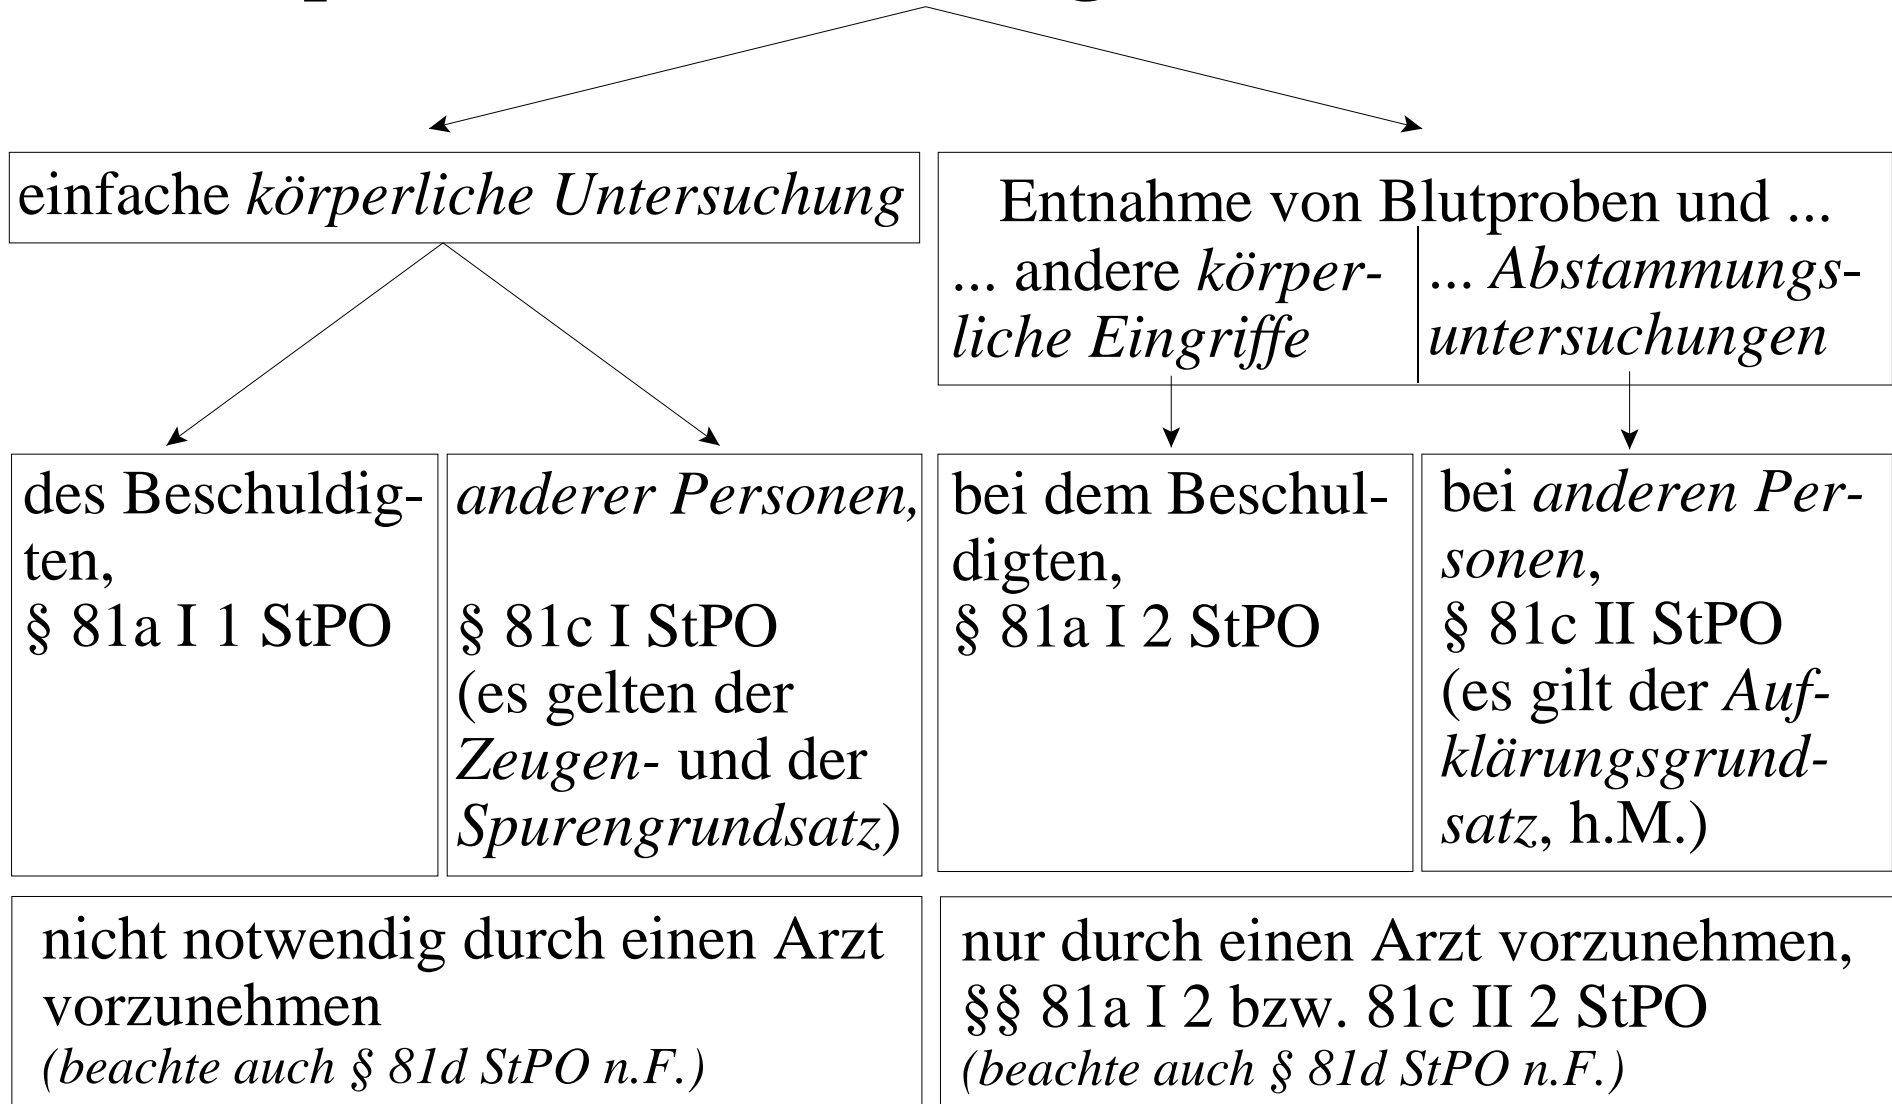 einfache körperliche Untersuchung
Entnahme von Blutproben und ...
... andere körper-
liche Eingriffe
... Abstammungs-
untersuchungen
des Beschuldig-
ten,
§ 81a I 1 StPO
anderer Personen,
§ 81c I StPO
(es gelten der
Zeugen- und der
Spurengrundsatz)
bei dem Beschul-
digten,
§ 81a I 2 StPO
bei anderen Per-
sonen,
§ 81c II StPO
(es gilt der Auf-
klärungsgrund-
satz, h.M.)
nicht notwendig durch einen Arzt
vorzunehmen
(beachte auch § 81d StPO n.F.)
nur durch einen Arzt vorzunehmen,
§§ 81a I 2 bzw. 81c II 2 StPO
(beachte auch § 81d StPO n.F.)